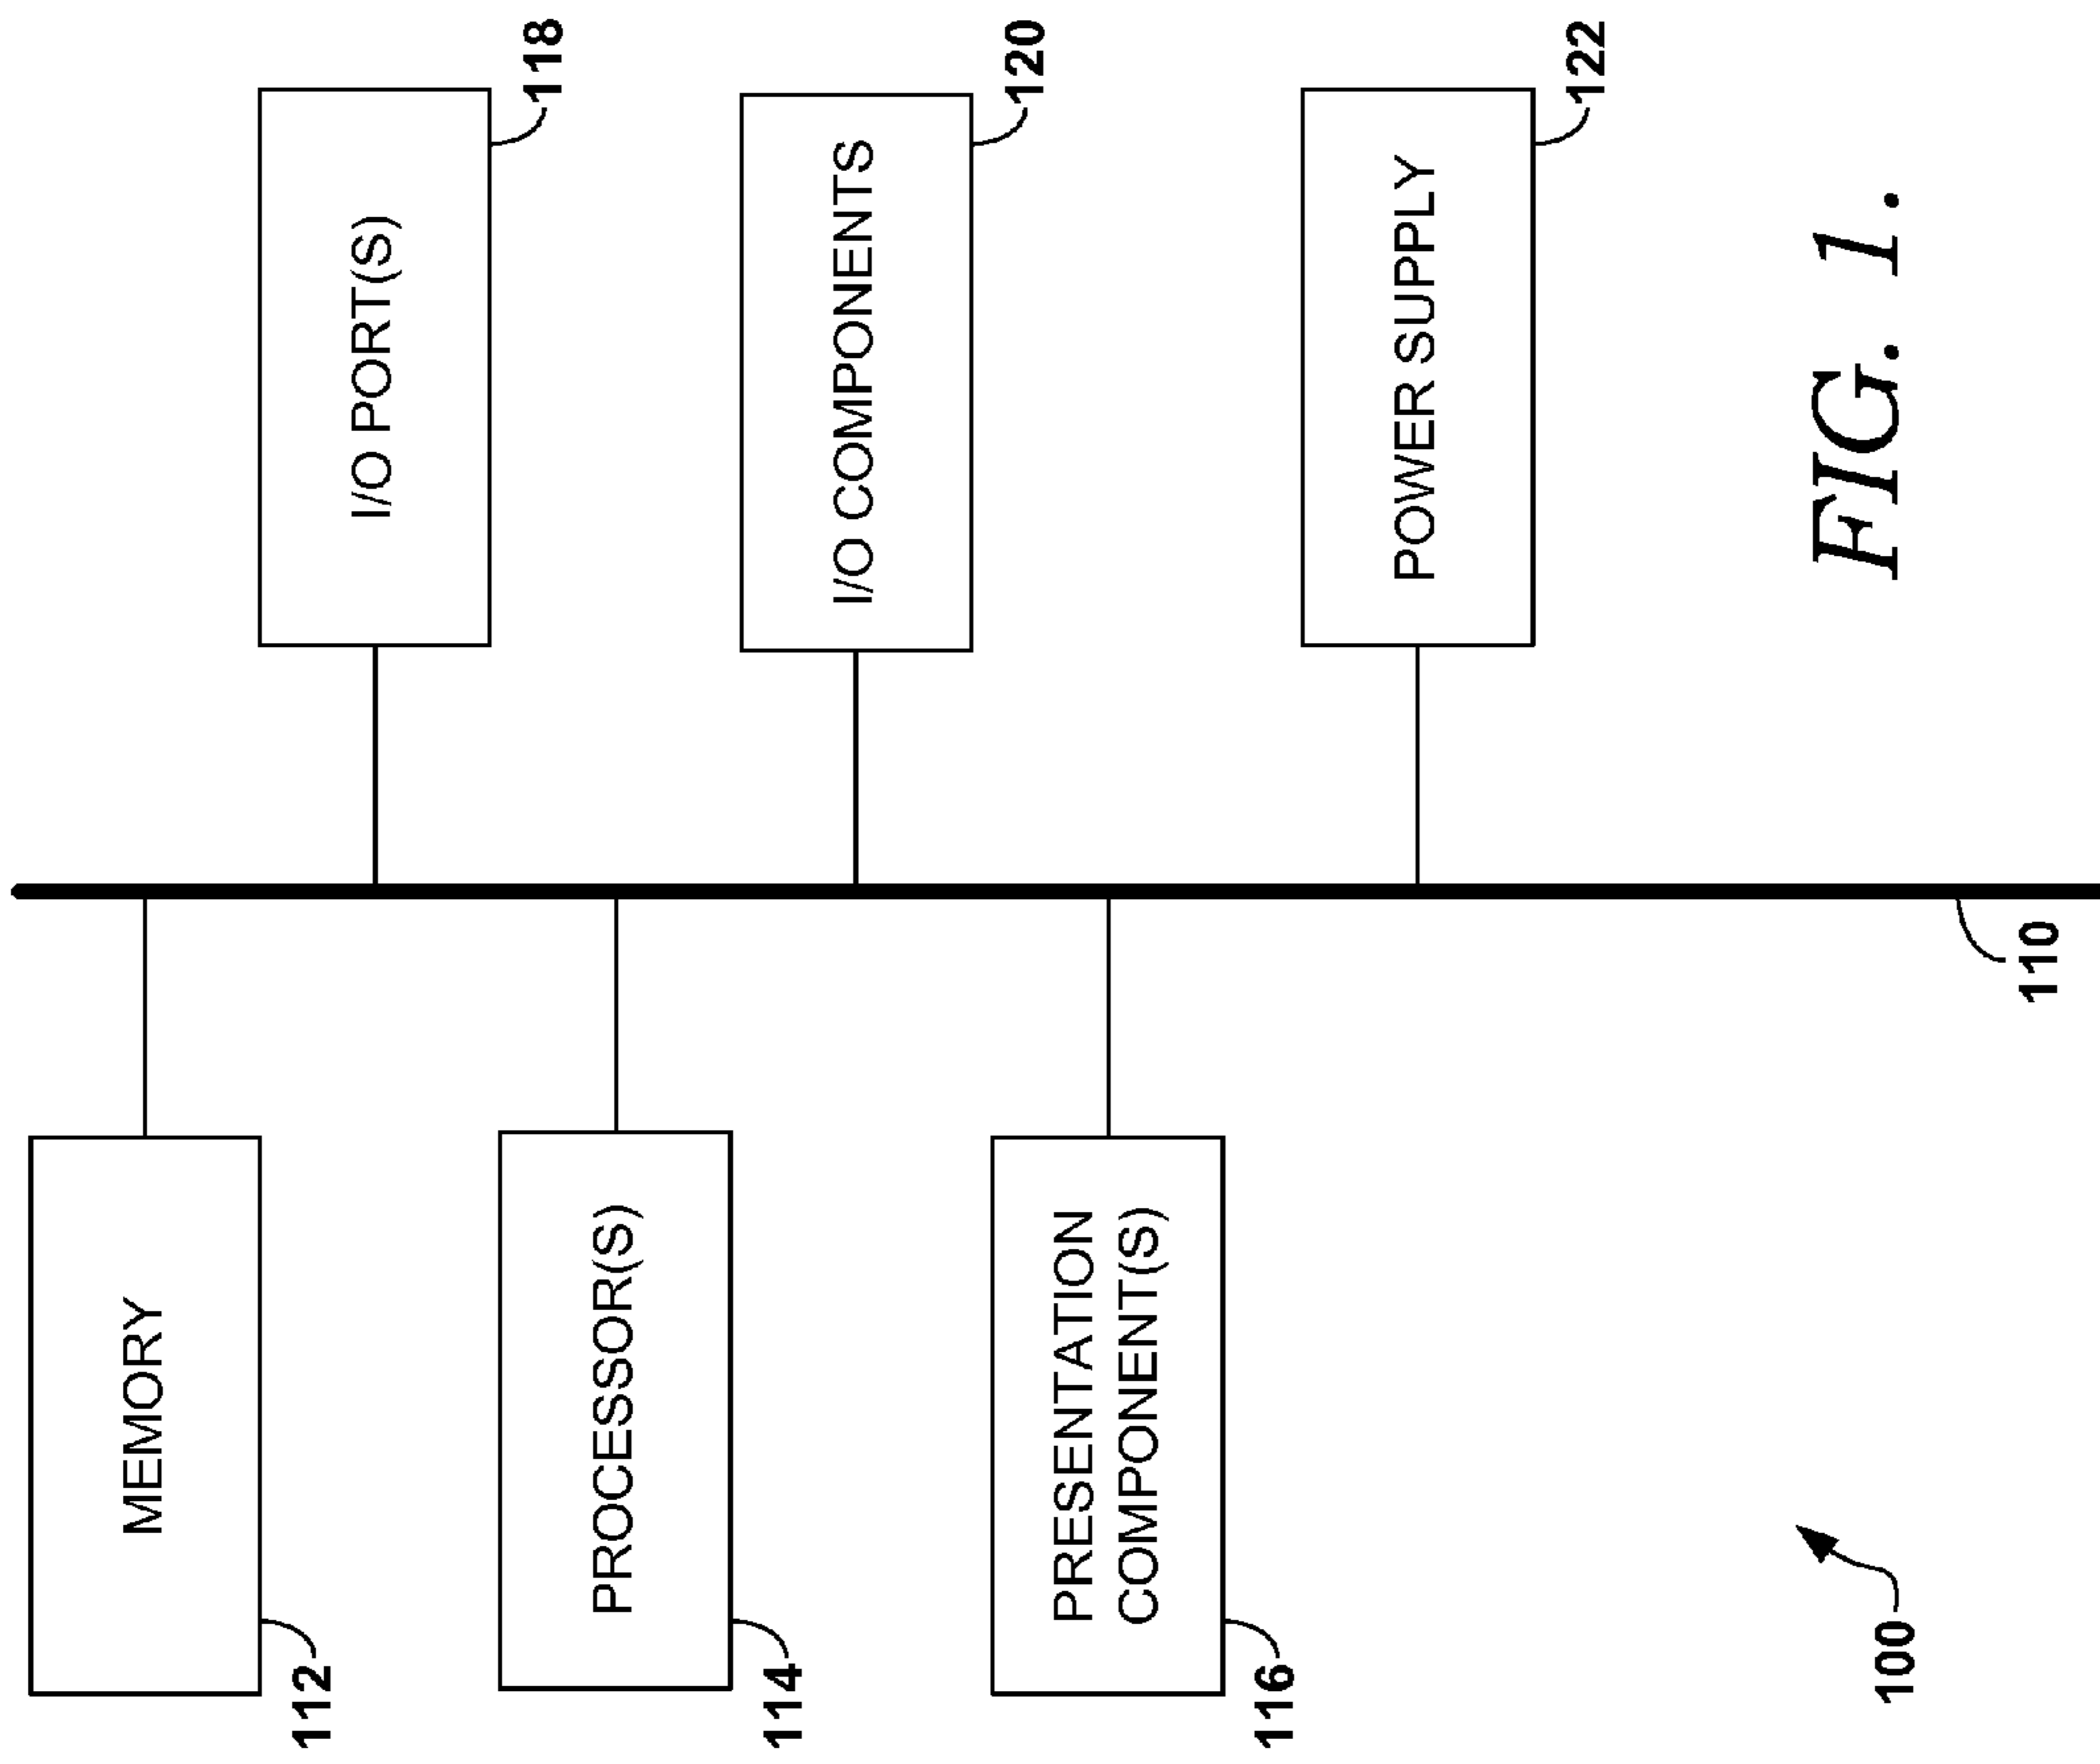 MEMORY
112
PROCESSOR(S)
114
PRESENTATION
COMPONENT(S)
116
I/O PORT(S)
118
I/O COMPONENTS
120
POWER SUPPLY
122
110
100
FIG. 1.